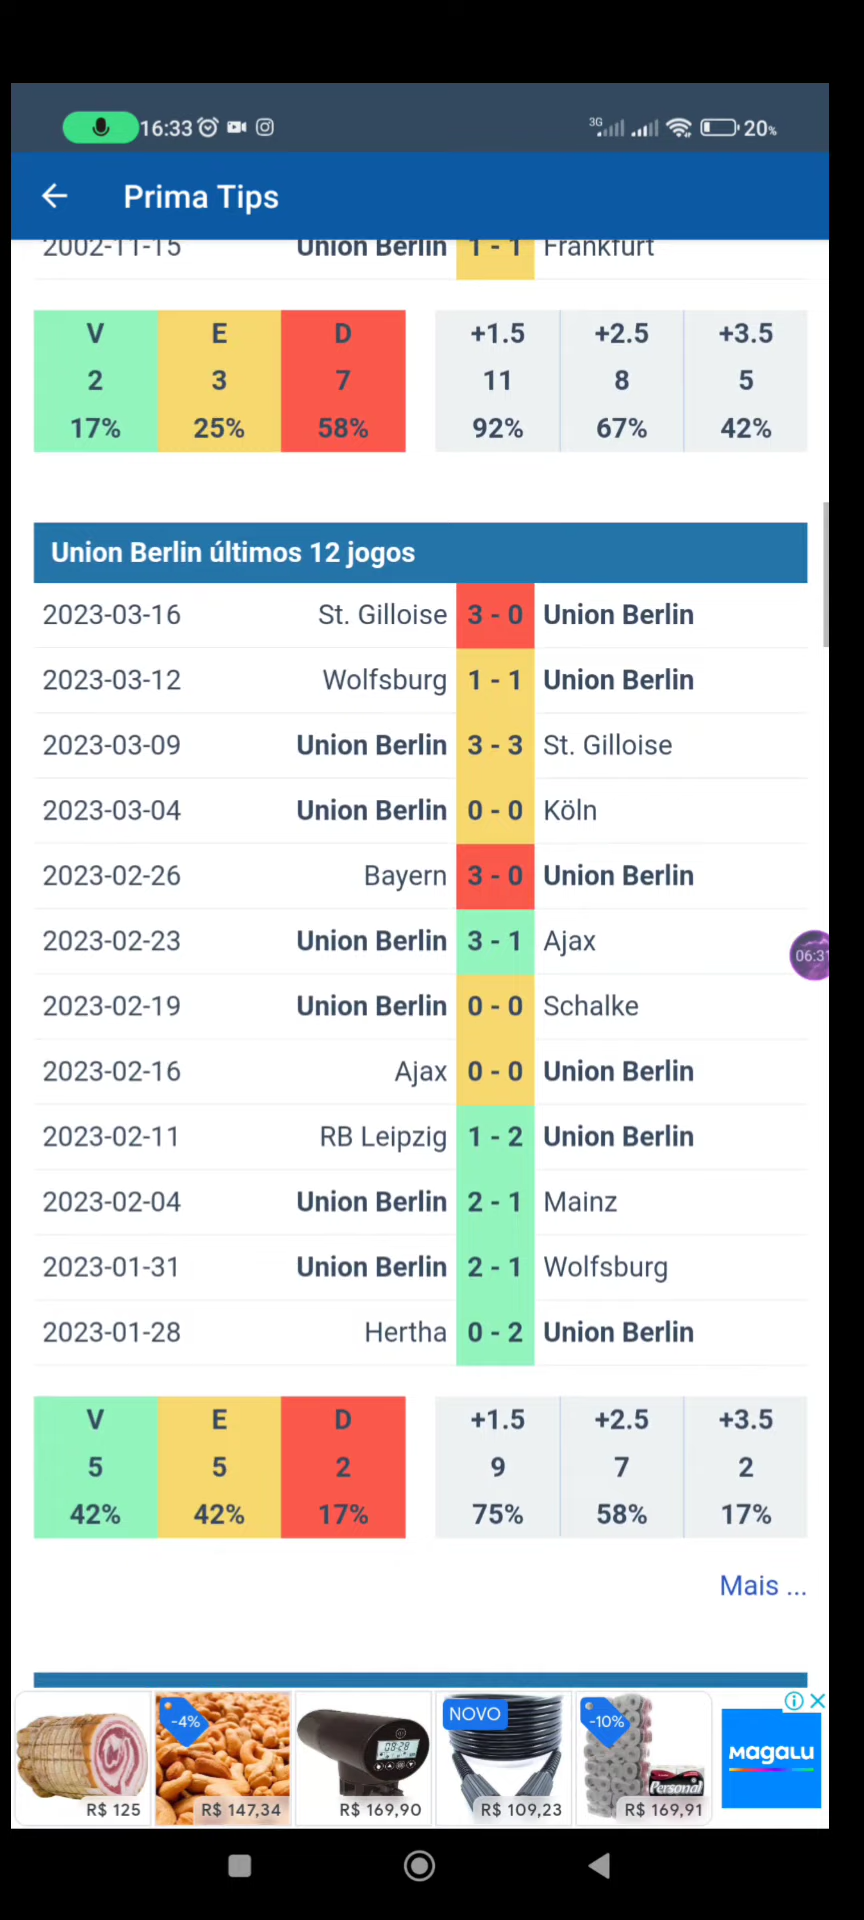 16:33
3G
20%
Prima Tips
2002-11-15 Union Berlin 1 - 1 Frankfurt
V E D +1.5 +2.5 +3.5
2 3 7 11 8 5
17% 25% 58% 92% 67% 42%
Union Berlin últimos 12 jogos
2023-03-16 St. Gilloise 3 - 0 Union Berlin
2023-03-12 Wolfsburg 1 - 1 Union Berlin
2023-03-09 Union Berlin 3 - 3 St. Gilloise
2023-03-04 Union Berlin 0 - 0 Köln
2023-02-26 Bayern 3 - 0 Union Berlin
2023-02-23 Union Berlin 3 - 1 Ajax
06:31
2023-02-19 Union Berlin 0 - 0 Schalke
2023-02-16 Ajax 0 - 0 Union Berlin
2023-02-11 RB Leipzig 1 - 2 Union Berlin
2023-02-04 Union Berlin 2 - 1 Mainz
2023-01-31 Union Berlin 2 - 1 Wolfsburg
2023-01-28 Hertha 0 - 2 Union Berlin
V E D +1.5 +2.5 +3.5
5 5 2 9 7 2
42% 42% 17% 75% 58% 17%
Mais ...
-4% NOVO -10%
08:28
Magalu
Personal
R$ 125 R$ 147,34 R$ 169,90 R$ 109,23 R$ 169,91